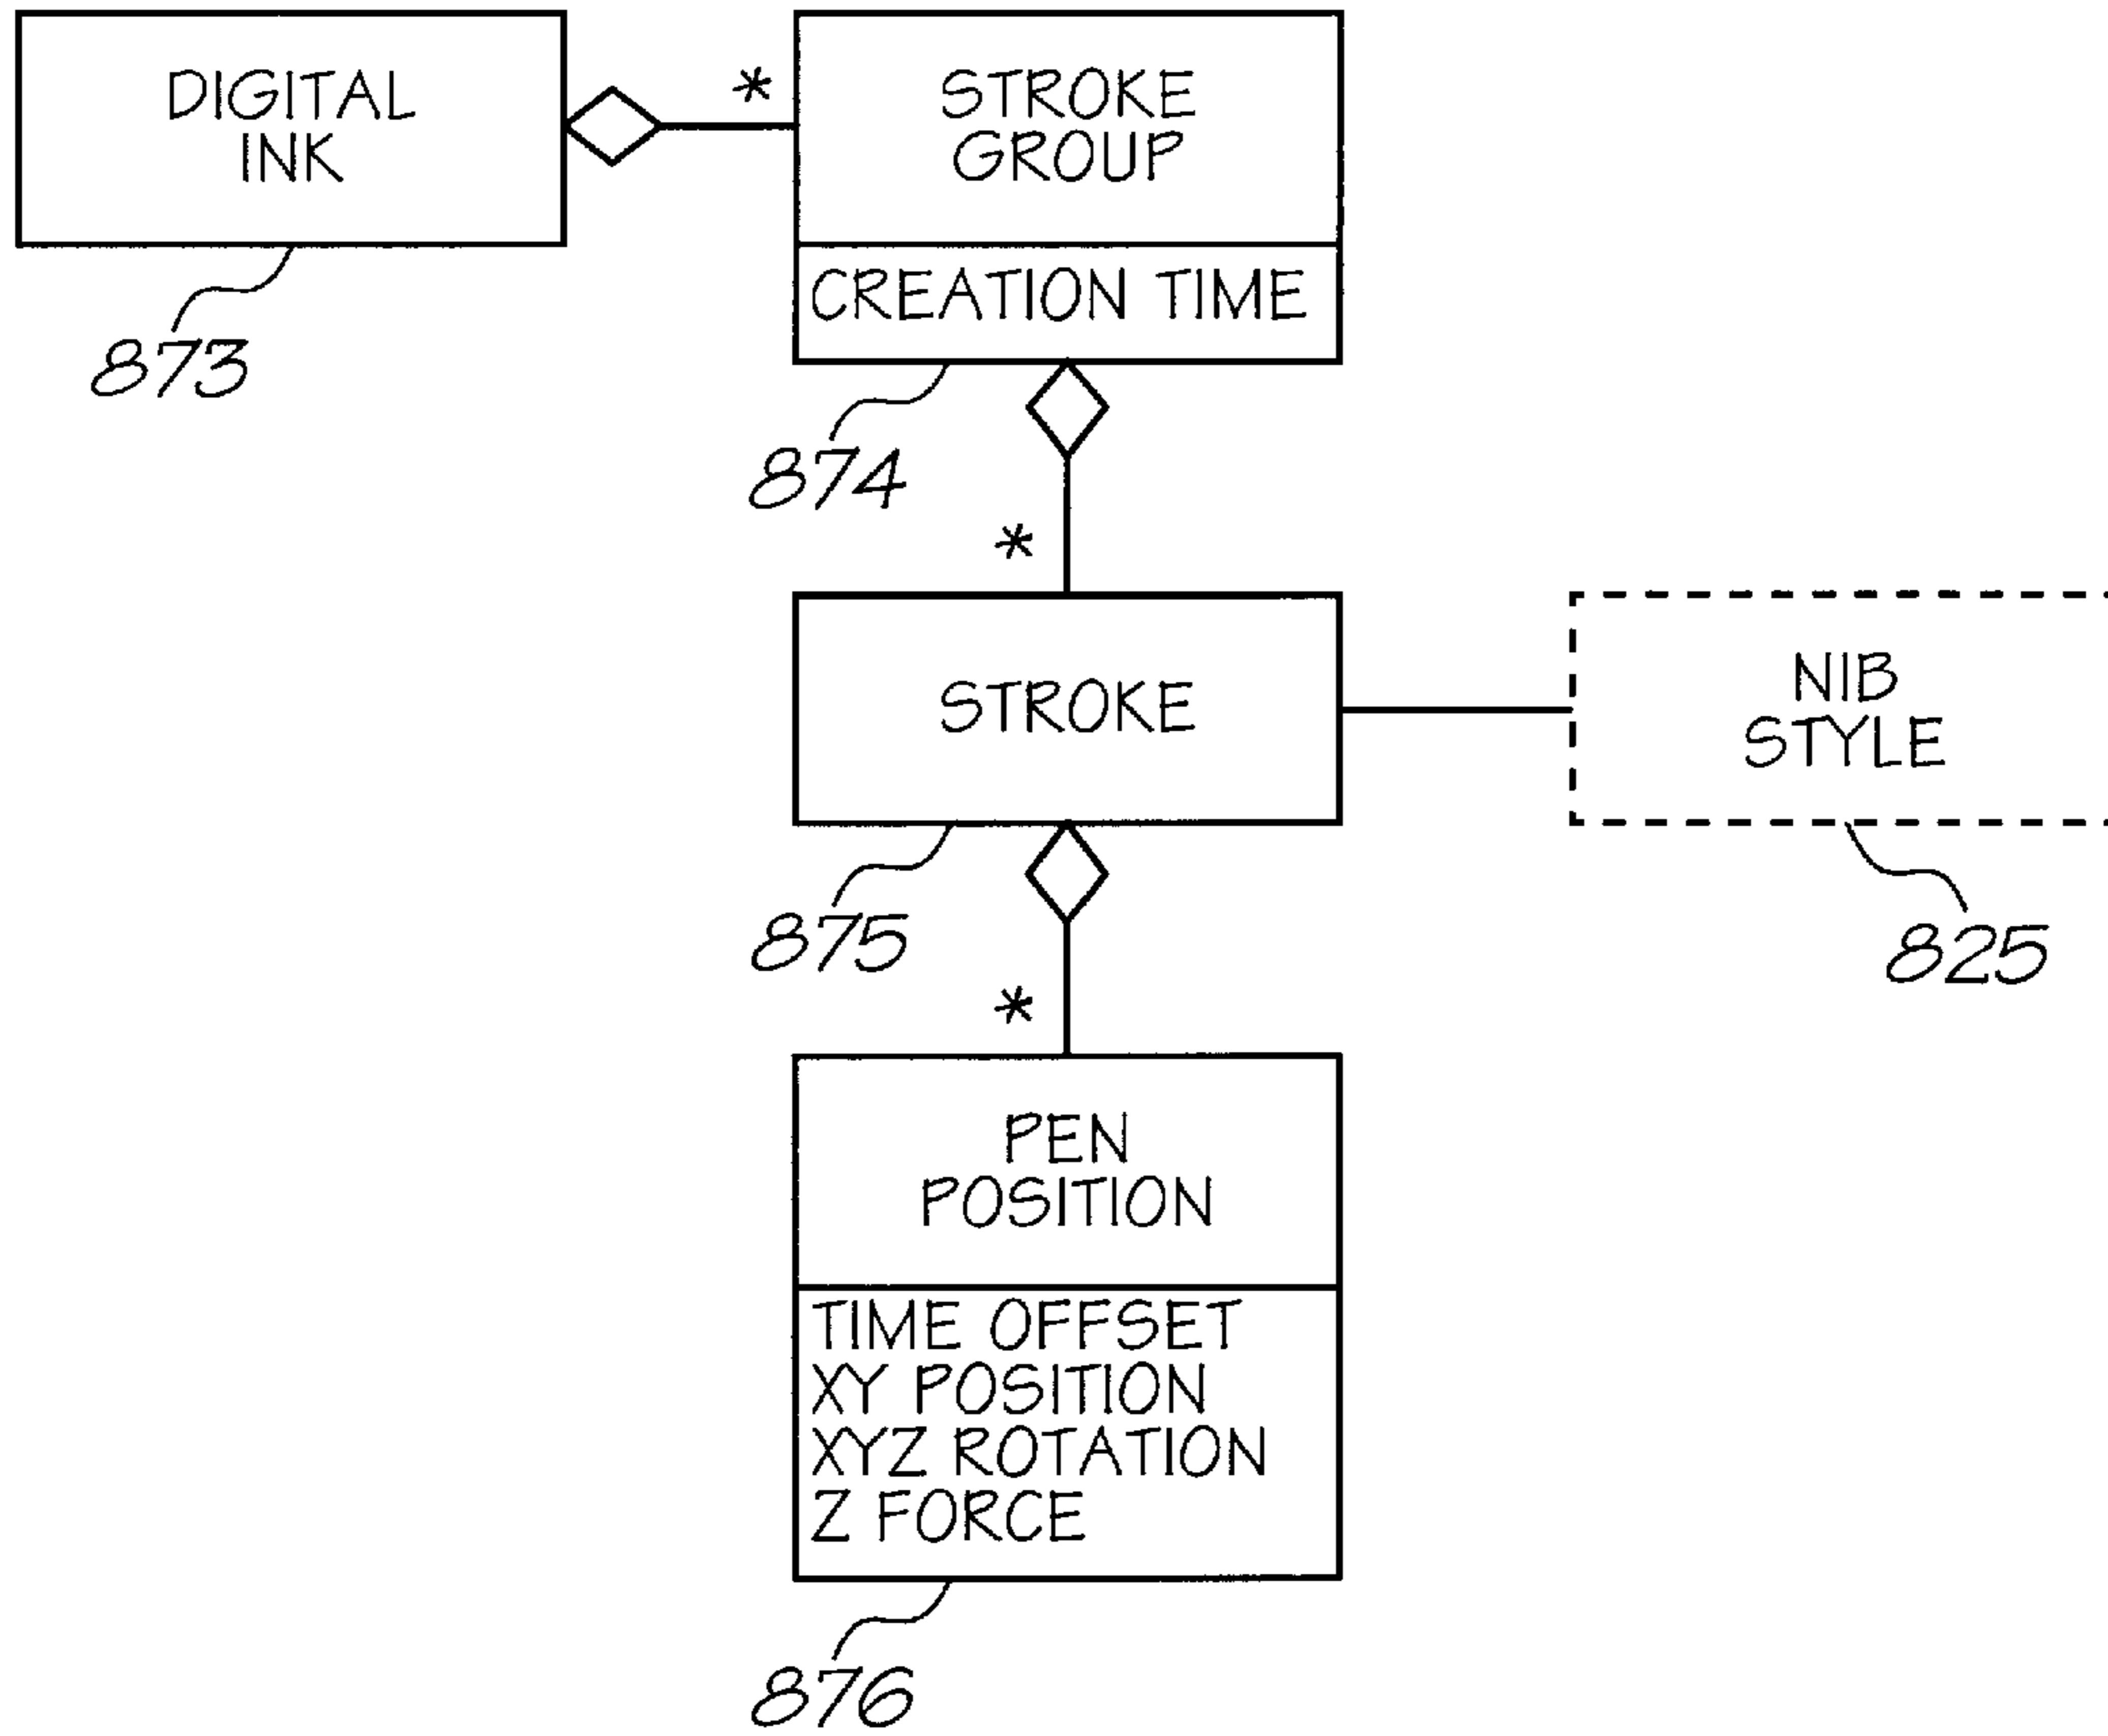 DIGITAL
INK
*
STROKE
GROUP
CREATION TIME
873
874
*
STROKE
NIB
STYLE
875
825
*
PEN
POSITION
TIME OFFSET
XY POSITION
XYZ ROTATION
Z FORCE
876